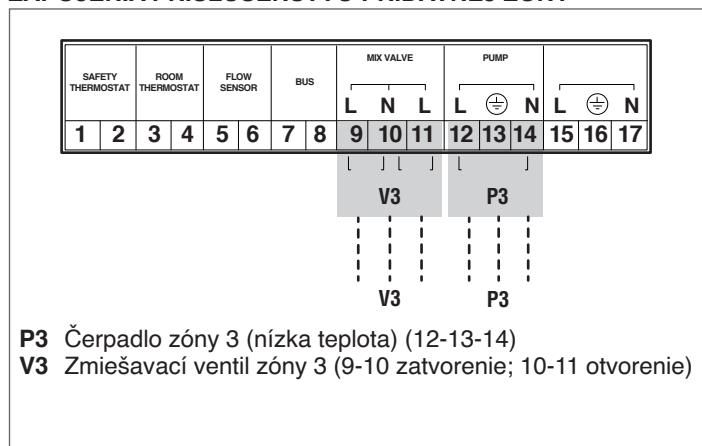 MIX VALVE PUMP
SAFETY THERMOSTAT ROOM THERMOSTAT FLOW SENSOR BUS
L N L L N L N
1 2 3 4 5 6 7 8 9 10 11 12 13 14 15 16 17
V3 P3
V3 P3
P3 Čerpadlo zóny 3 (nízka teplota) (12-13-14)
V3 Zmiešavací ventil zóny 3 (9-10 zatvorenie; 10-11 otvorenie)